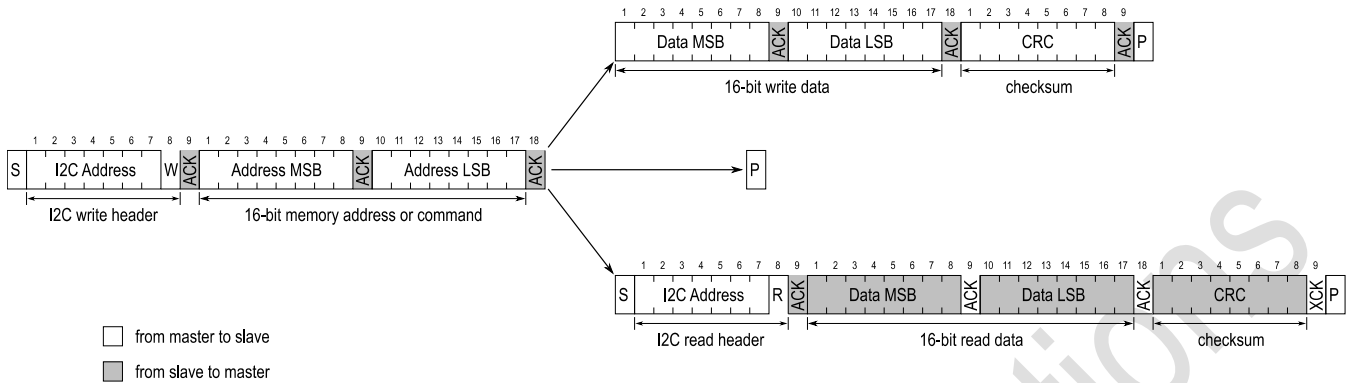 1 2 3 4 5 6 7 8 9 10 11 12 13 14 15 16 17 18 1 2 3 4 5 6 7 8 9
Data MSB ACK Data LSB ACK CRC ACK P
16-bit write data checksum
1 2 3 4 5 6 7 8 9 1 2 3 4 5 6 7 8 9 10 11 12 13 14 15 16 17 18
S I2C Address W ACK Address MSB ACK Address LSB ACK P
I2C write header 16-bit memory address or command
1 2 3 4 5 6 7 8 9 1 2 3 4 5 6 7 8 9 10 11 12 13 14 15 16 17 18 1 2 3 4 5 6 7 8 9
S I2C Address R ACK Data MSB ACK Data LSB ACK CRC XCK P
I2C read header 16-bit read data checksum
from master to slave
from slave to master